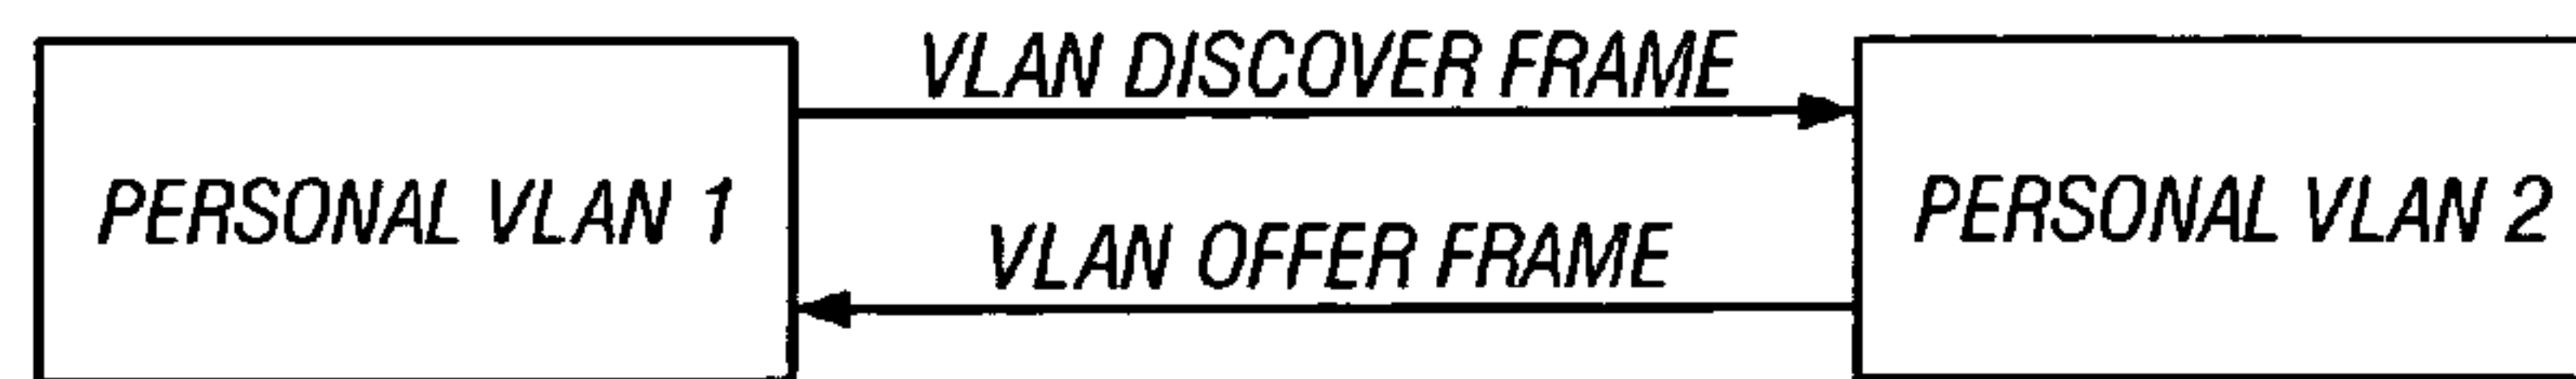 VLAN DISCOVER FRAME
PERSONAL VLAN 1
PERSONAL VLAN 2
VLAN OFFER FRAME